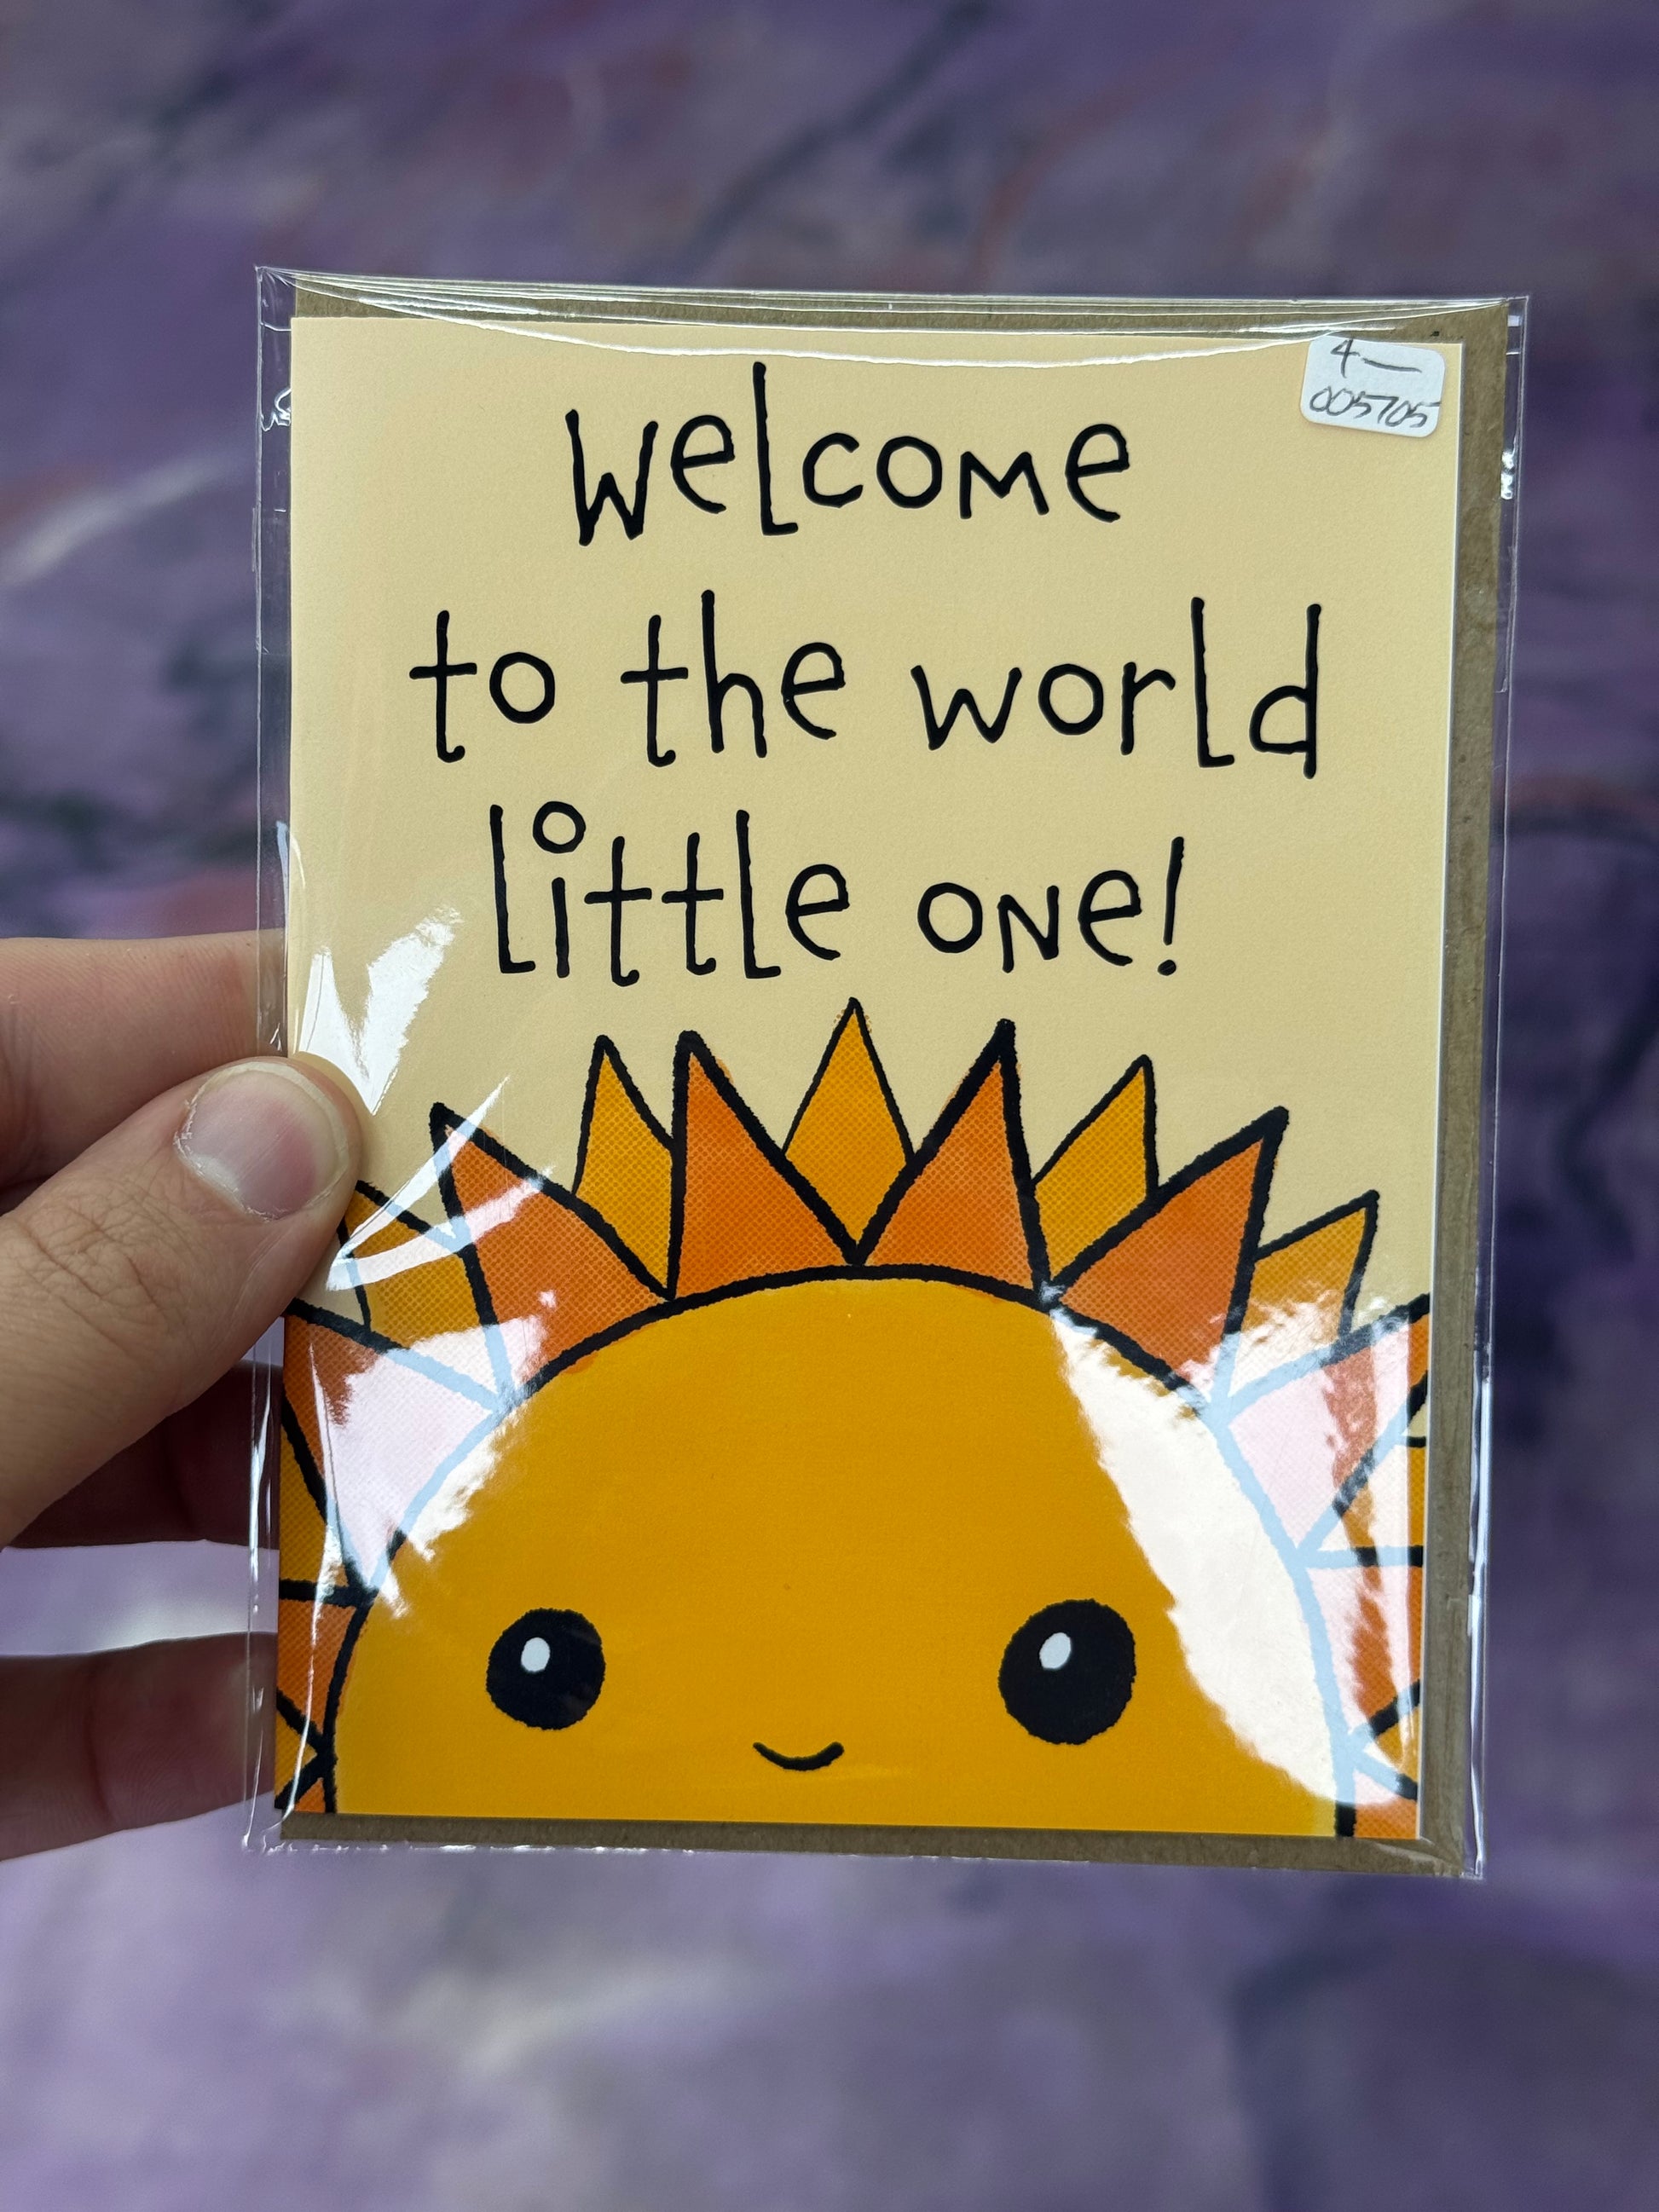 welcome
to the world
little one!
4—
005705